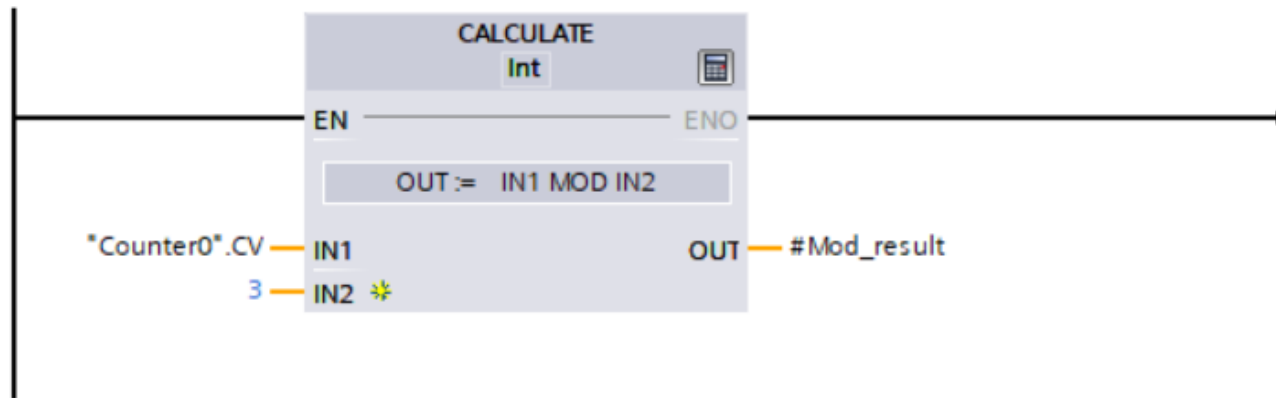 CALCULATE
Int
EN ENO
OUT := IN1 MOD IN2
"Counter0".CV IN1 OUT #Mod_result
3 IN2